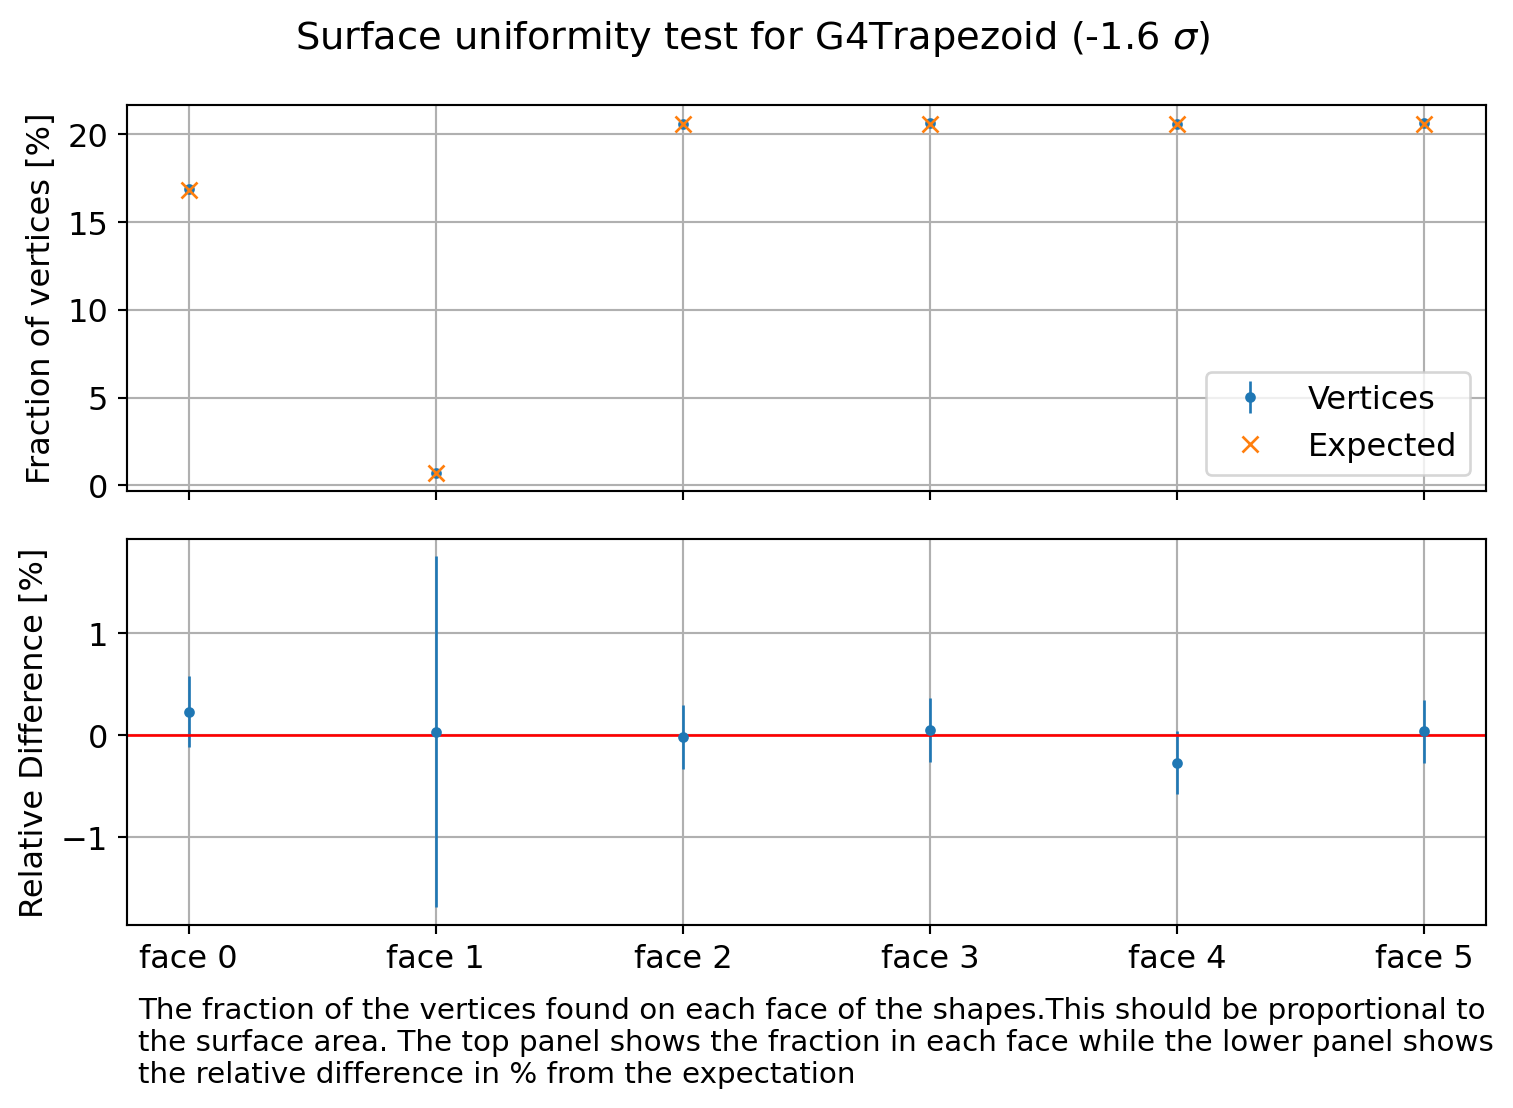 Surface uniformity test for G4Trapezoid (-1.6 σ)
Fraction of vertices [%]
20
15
10
5
0
Vertices
Expected
Relative Difference [%]
1
0
−1
face 0 face 1 face 2 face 3 face 4 face 5
The fraction of the vertices found on each face of the shapes.This should be proportional to
the surface area. The top panel shows the fraction in each face while the lower panel shows
the relative difference in % from the expectation